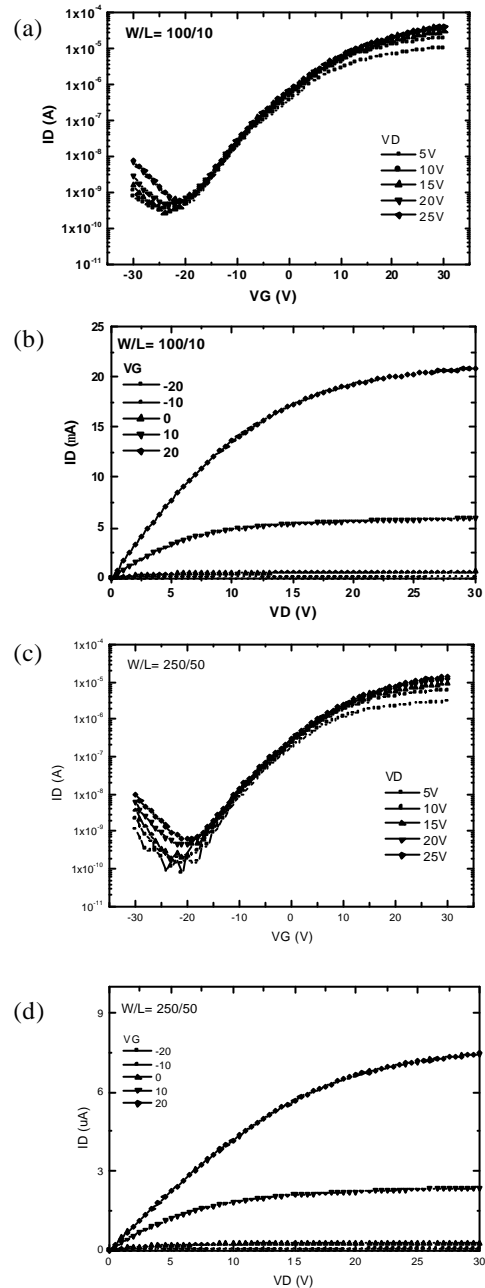 (a)
W/L= 100/10
1x10⁻⁴
1x10⁻⁵
1x10⁻⁶
1x10⁻⁷
1x10⁻⁸
1x10⁻⁹
1x10⁻¹⁰
10⁻¹¹
ID (A)
VD
5V
10V
15V
20V
25V
-30 -20 -10 0 10 20 30
VG (V)
(b)
W/L= 100/10
VG
-20
-10
0
10
20
25
20
15
10
5
0
ID (mA)
0 5 10 15 20 25 30
VD (V)
(c)
W/L= 250/50
1x10⁻⁴
1x10⁻⁵
1x10⁻⁶
1x10⁻⁷
1x10⁻⁸
1x10⁻⁹
1x10⁻¹⁰
10⁻¹¹
ID (A)
VD
5V
10V
15V
20V
25V
-30 -20 -10 0 10 20 30
VG (V)
(d)
W/L= 250/50
VG
-20
-10
0
10
20
9
6
3
0
ID (uA)
0 5 10 15 20 25 30
VD (V)